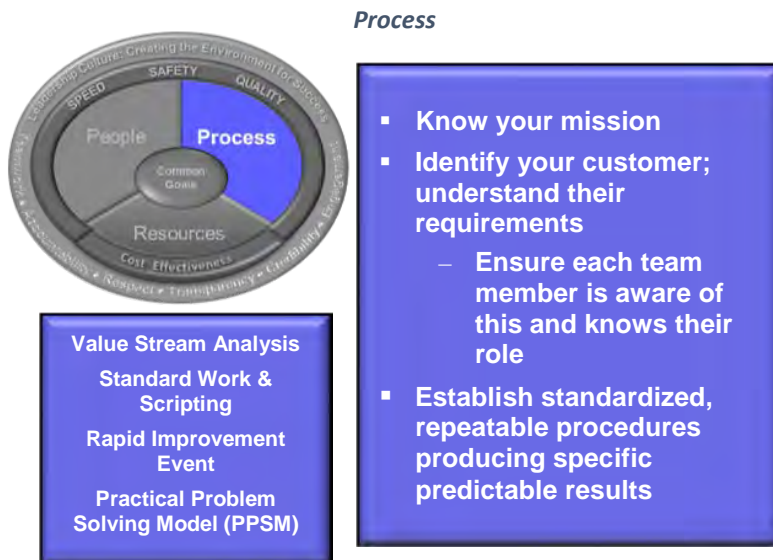 Process
Leadership Culture: Creating the Environment for Success
SPEED
SAFETY
QUALITY
People
Process
Common
Goals
Resources
Cost Effectiveness
Accountability • Respect • Transparency • Credibility •
Value Stream Analysis
Standard Work &
Scripting
Rapid Improvement
Event
Practical Problem
Solving Model (PPSM)
▪ Know your mission
▪ Identify your customer;
understand their
requirements
– Ensure each team
member is aware of
this and knows their
role
▪ Establish standardized,
repeatable procedures
producing specific
predictable results